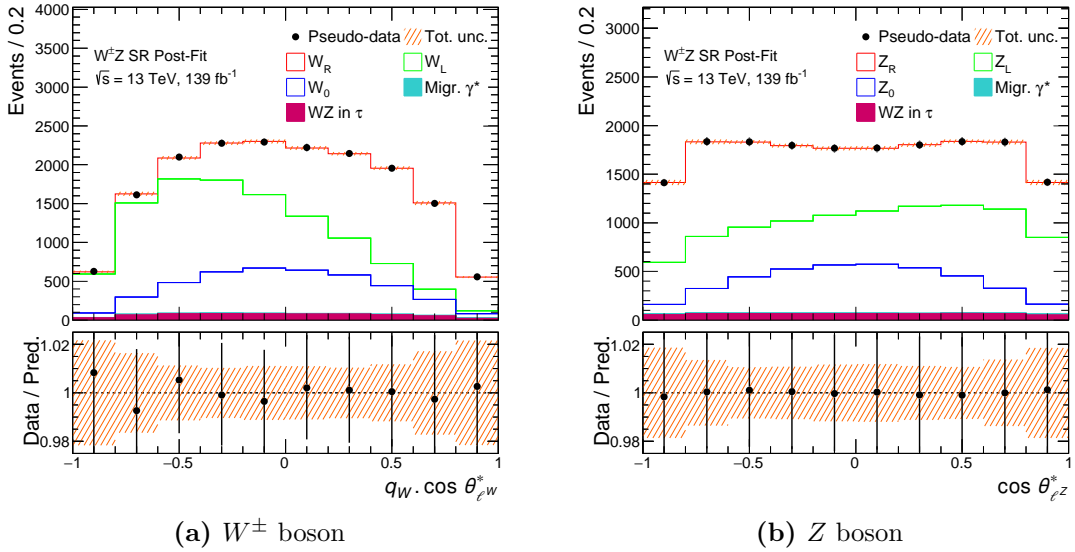 Events / 0.2
4000
3500
3000
2500
2000
1500
1000
500
0
W±Z SR Post-Fit
√s = 13 TeV, 139 fb-1
Pseudo-data
Tot. unc.
W_R
W_L
W_0
Migr. γ*
WZ in τ
Data / Pred.
1.02
1
0.98
−1 −0.5 0 0.5 1
q_W . cos θ*_ℓW
(a) W± boson
Events / 0.2
3000
2500
2000
1500
1000
500
0
W±Z SR Post-Fit
√s = 13 TeV, 139 fb-1
Pseudo-data
Tot. unc.
Z_R
Z_L
Z_0
Migr. γ*
WZ in τ
Data / Pred.
1.02
1
0.98
−1 −0.5 0 0.5 1
cos θ*_ℓZ
(b) Z boson